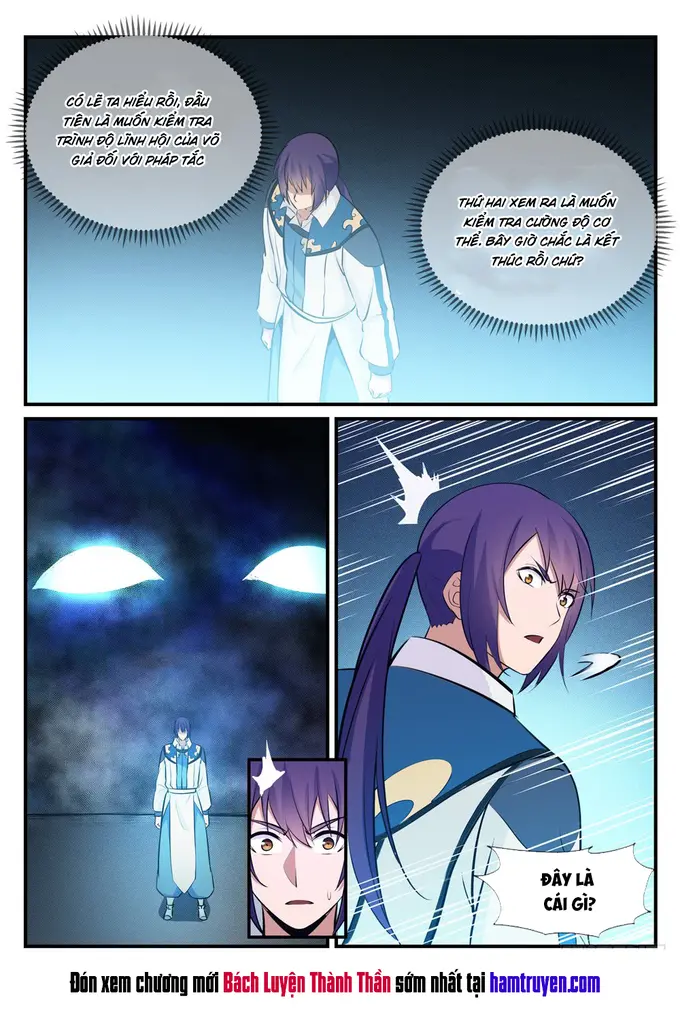 CÓ LẼ TA HIỂU RỒI, ĐẦU
TIÊN LÀ MUỐN KIỂM TRA
TRÌNH ĐỘ LĨNH HỘI CỦA VÕ
GIẢ ĐỐI VỚI PHÁP TẮC
THỨ HAI XEM RA LÀ MUỐN
KIỂM TRA CƯỜNG ĐỘ CƠ
THỂ. BÂY GIỜ CHẮC LÀ KẾT
THÚC RỒI CHỨ?
ĐÂY LÀ
CÁI GÌ?
Đón xem chương mới Bách Luyện Thành Thần sớm nhất tại hamtruyen.com